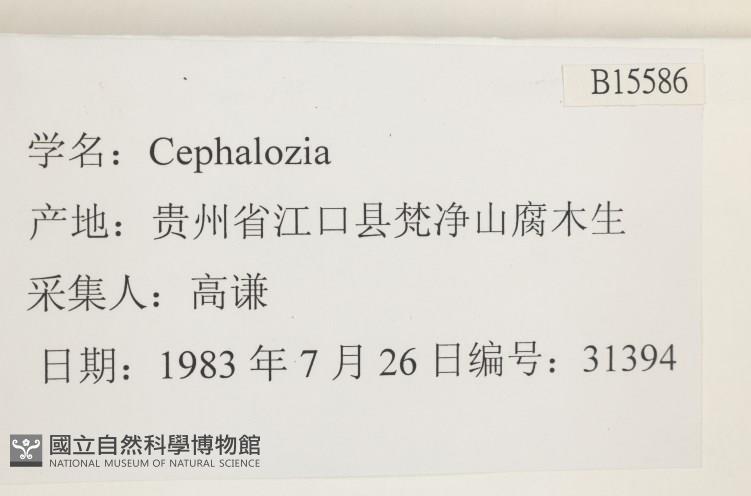 B15586
学名：Cephalozia
产地：贵州省江口县梵净山腐木生
采集人：高谦
日期：1983 年 7 月 26 日编号：31394
國立自然科學博物館
NATIONAL MUSEUM OF NATURAL SCIENCE